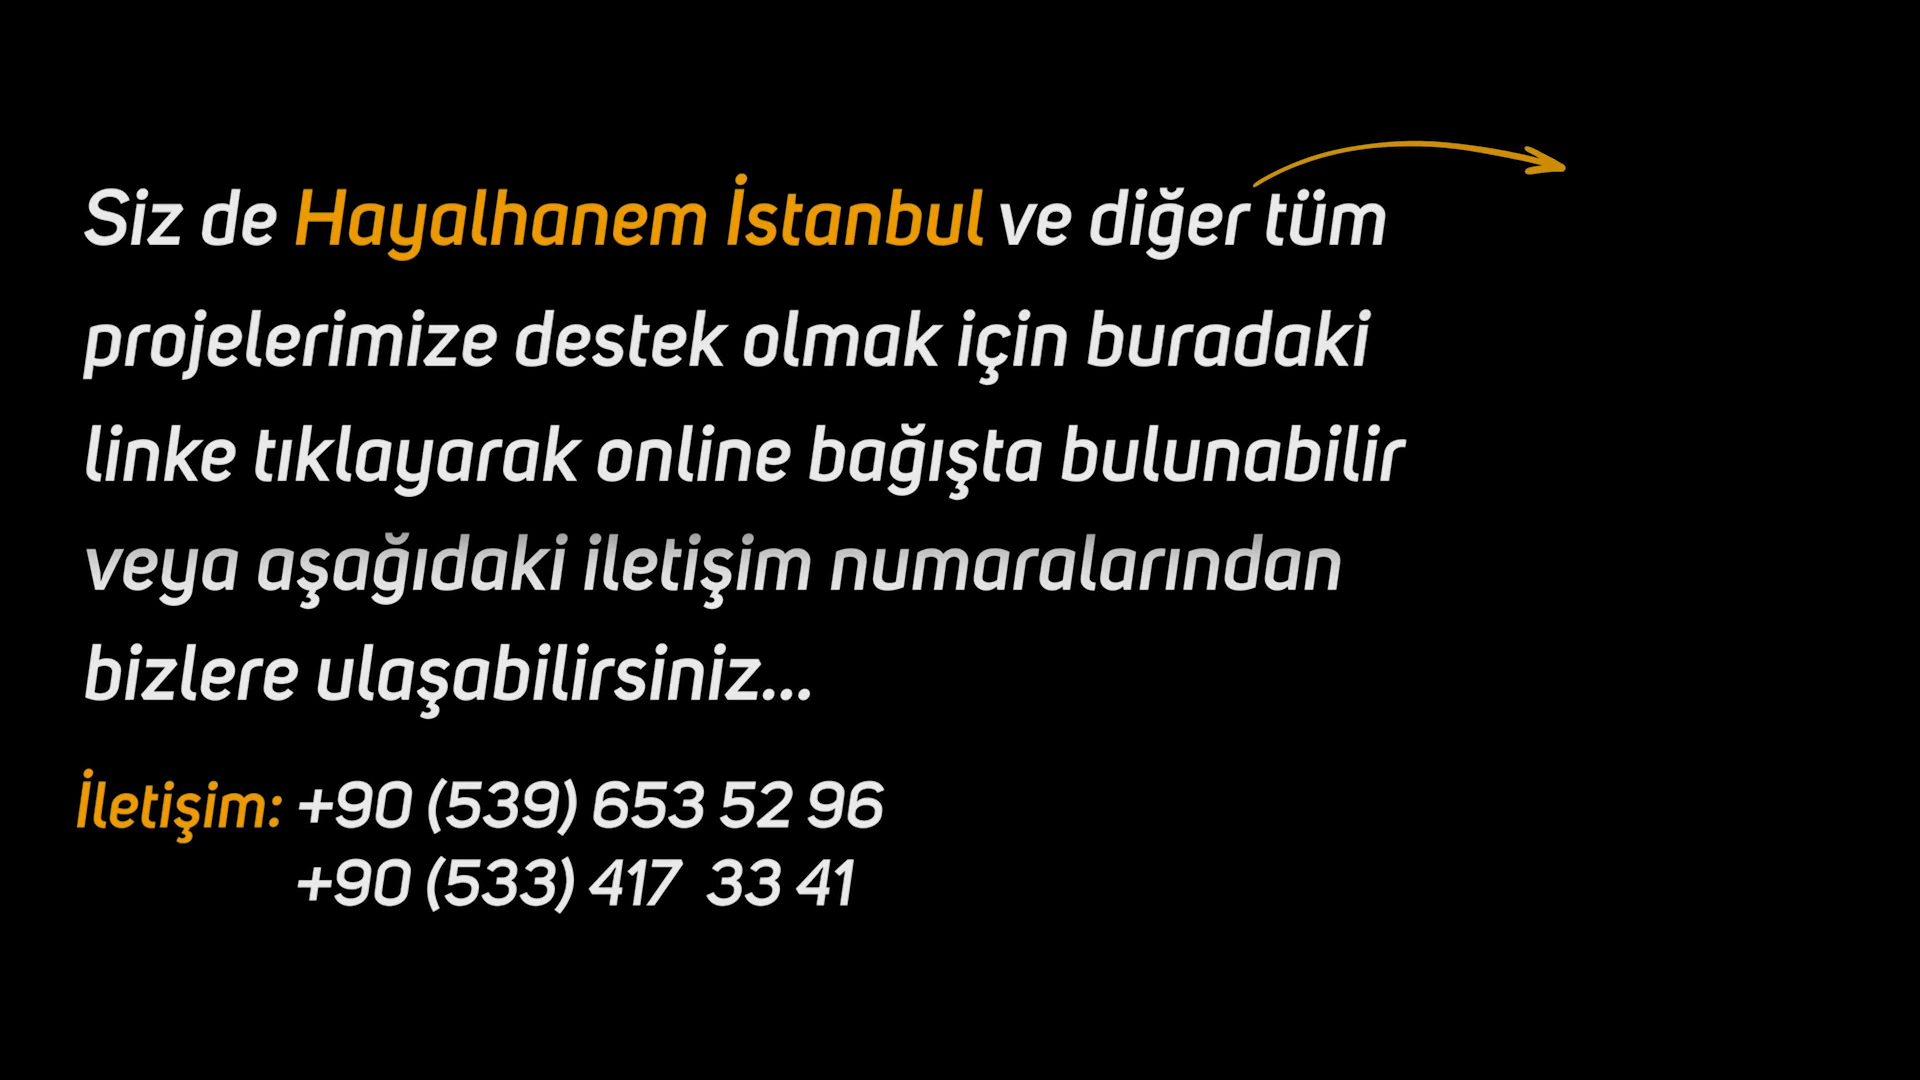 Siz de Hayalhanem İstanbul ve diğer tüm
projelerimize destek olmak için buradaki
linke tıklayarak online bağışta bulunabilir
veya aşağıdaki iletişim numaralarından
bizlere ulaşabilirsiniz...
İletişim: +90 (539) 653 52 96
+90 (533) 417 33 41